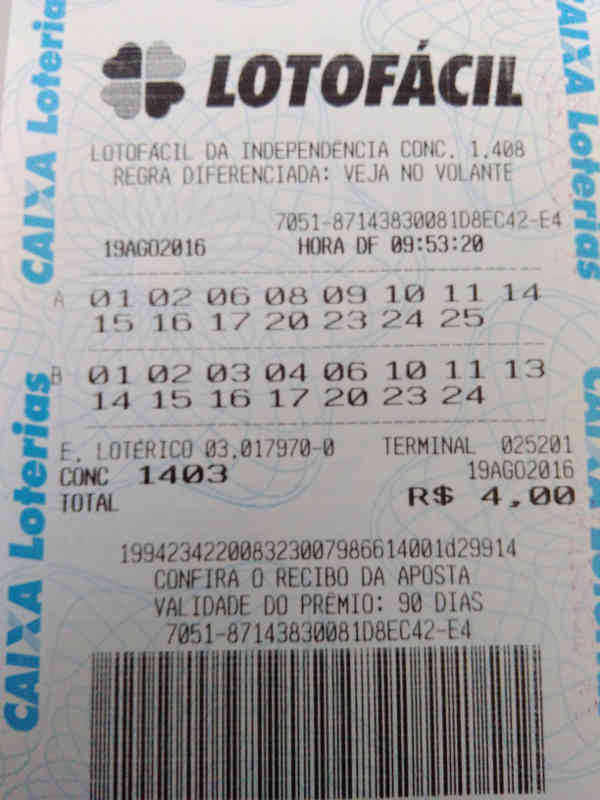 LOTOFÁCIL
LOTOFÁCIL DA INDEPENDÊNCIA CONC. 1.408
REGRA DIFERENCIADA: VEJA NO VOLANTE
7051-87143830081D8EC42-E4
19AGO2016 HORA DF 09:53:20
A 01 02 06 08 09 10 11 14
15 16 17 20 23 24 25
B 01 02 03 04 06 10 11 13
14 15 16 17 20 23 24
E. LOTÉRICO 03.017970-0 TERMINAL 025201
CONC 1403 19AGO2016
TOTAL R$ 4,00
199423422008323007986614001d29914
CONFIRA O RECIBO DA APOSTA
VALIDADE DO PRÊMIO: 90 DIAS
7051-87143830081D8EC42-E4
CAIXA Loterias
CAIXA Loterias
CAIXA Loterias
CAIXA Loterias